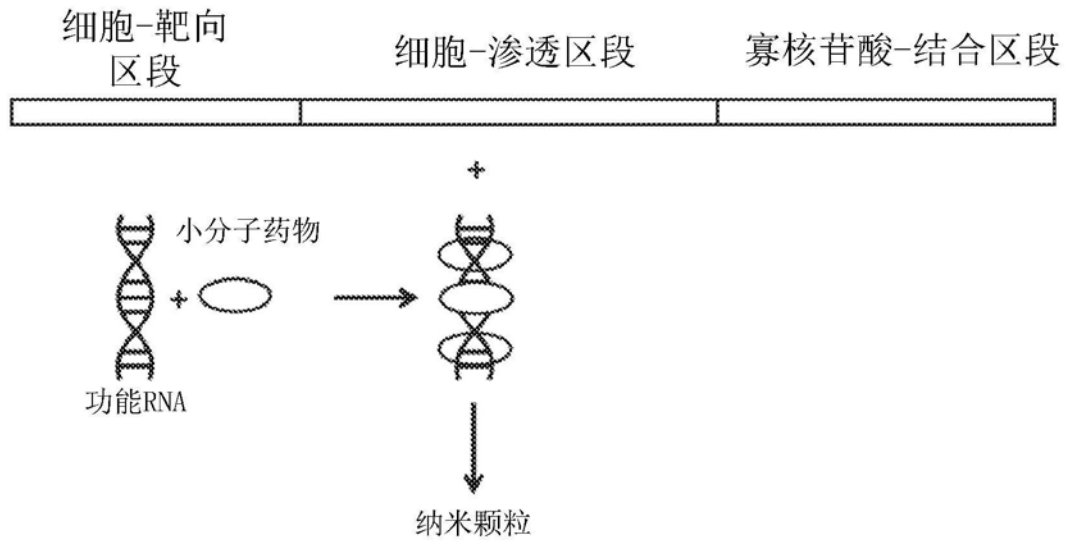 细胞-靶向
区段
细胞-渗透区段
寡核苷酸-结合区段
+
小分子药物
+
功能RNA
纳米颗粒